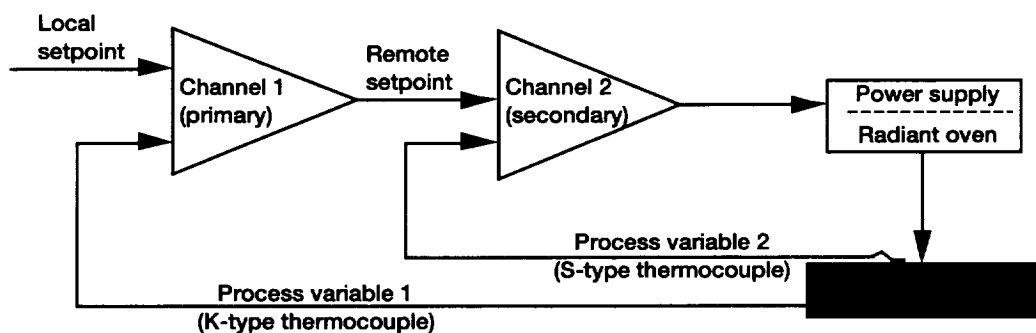 Local
setpoint
Channel 1
(primary)
Remote
setpoint
Channel 2
(secondary)
Power supply
Radiant oven
Process variable 2
(S-type thermocouple)
Process variable 1
(K-type thermocouple)